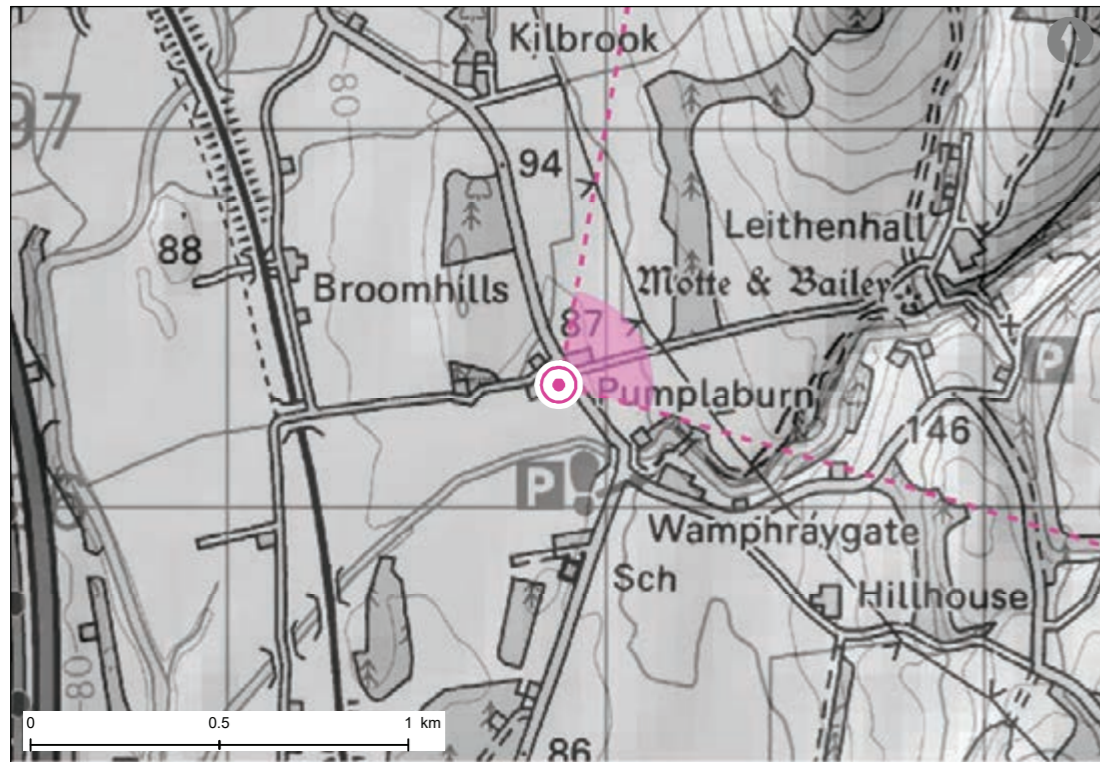 Kilbrook
97
80
94
Leithenhall
88
Motte & Bailey
Broomhills
87
P
Pumplaburn
146
P
Wamphraygate
Sch
Hillhouse
80
0 0.5 1 km
86